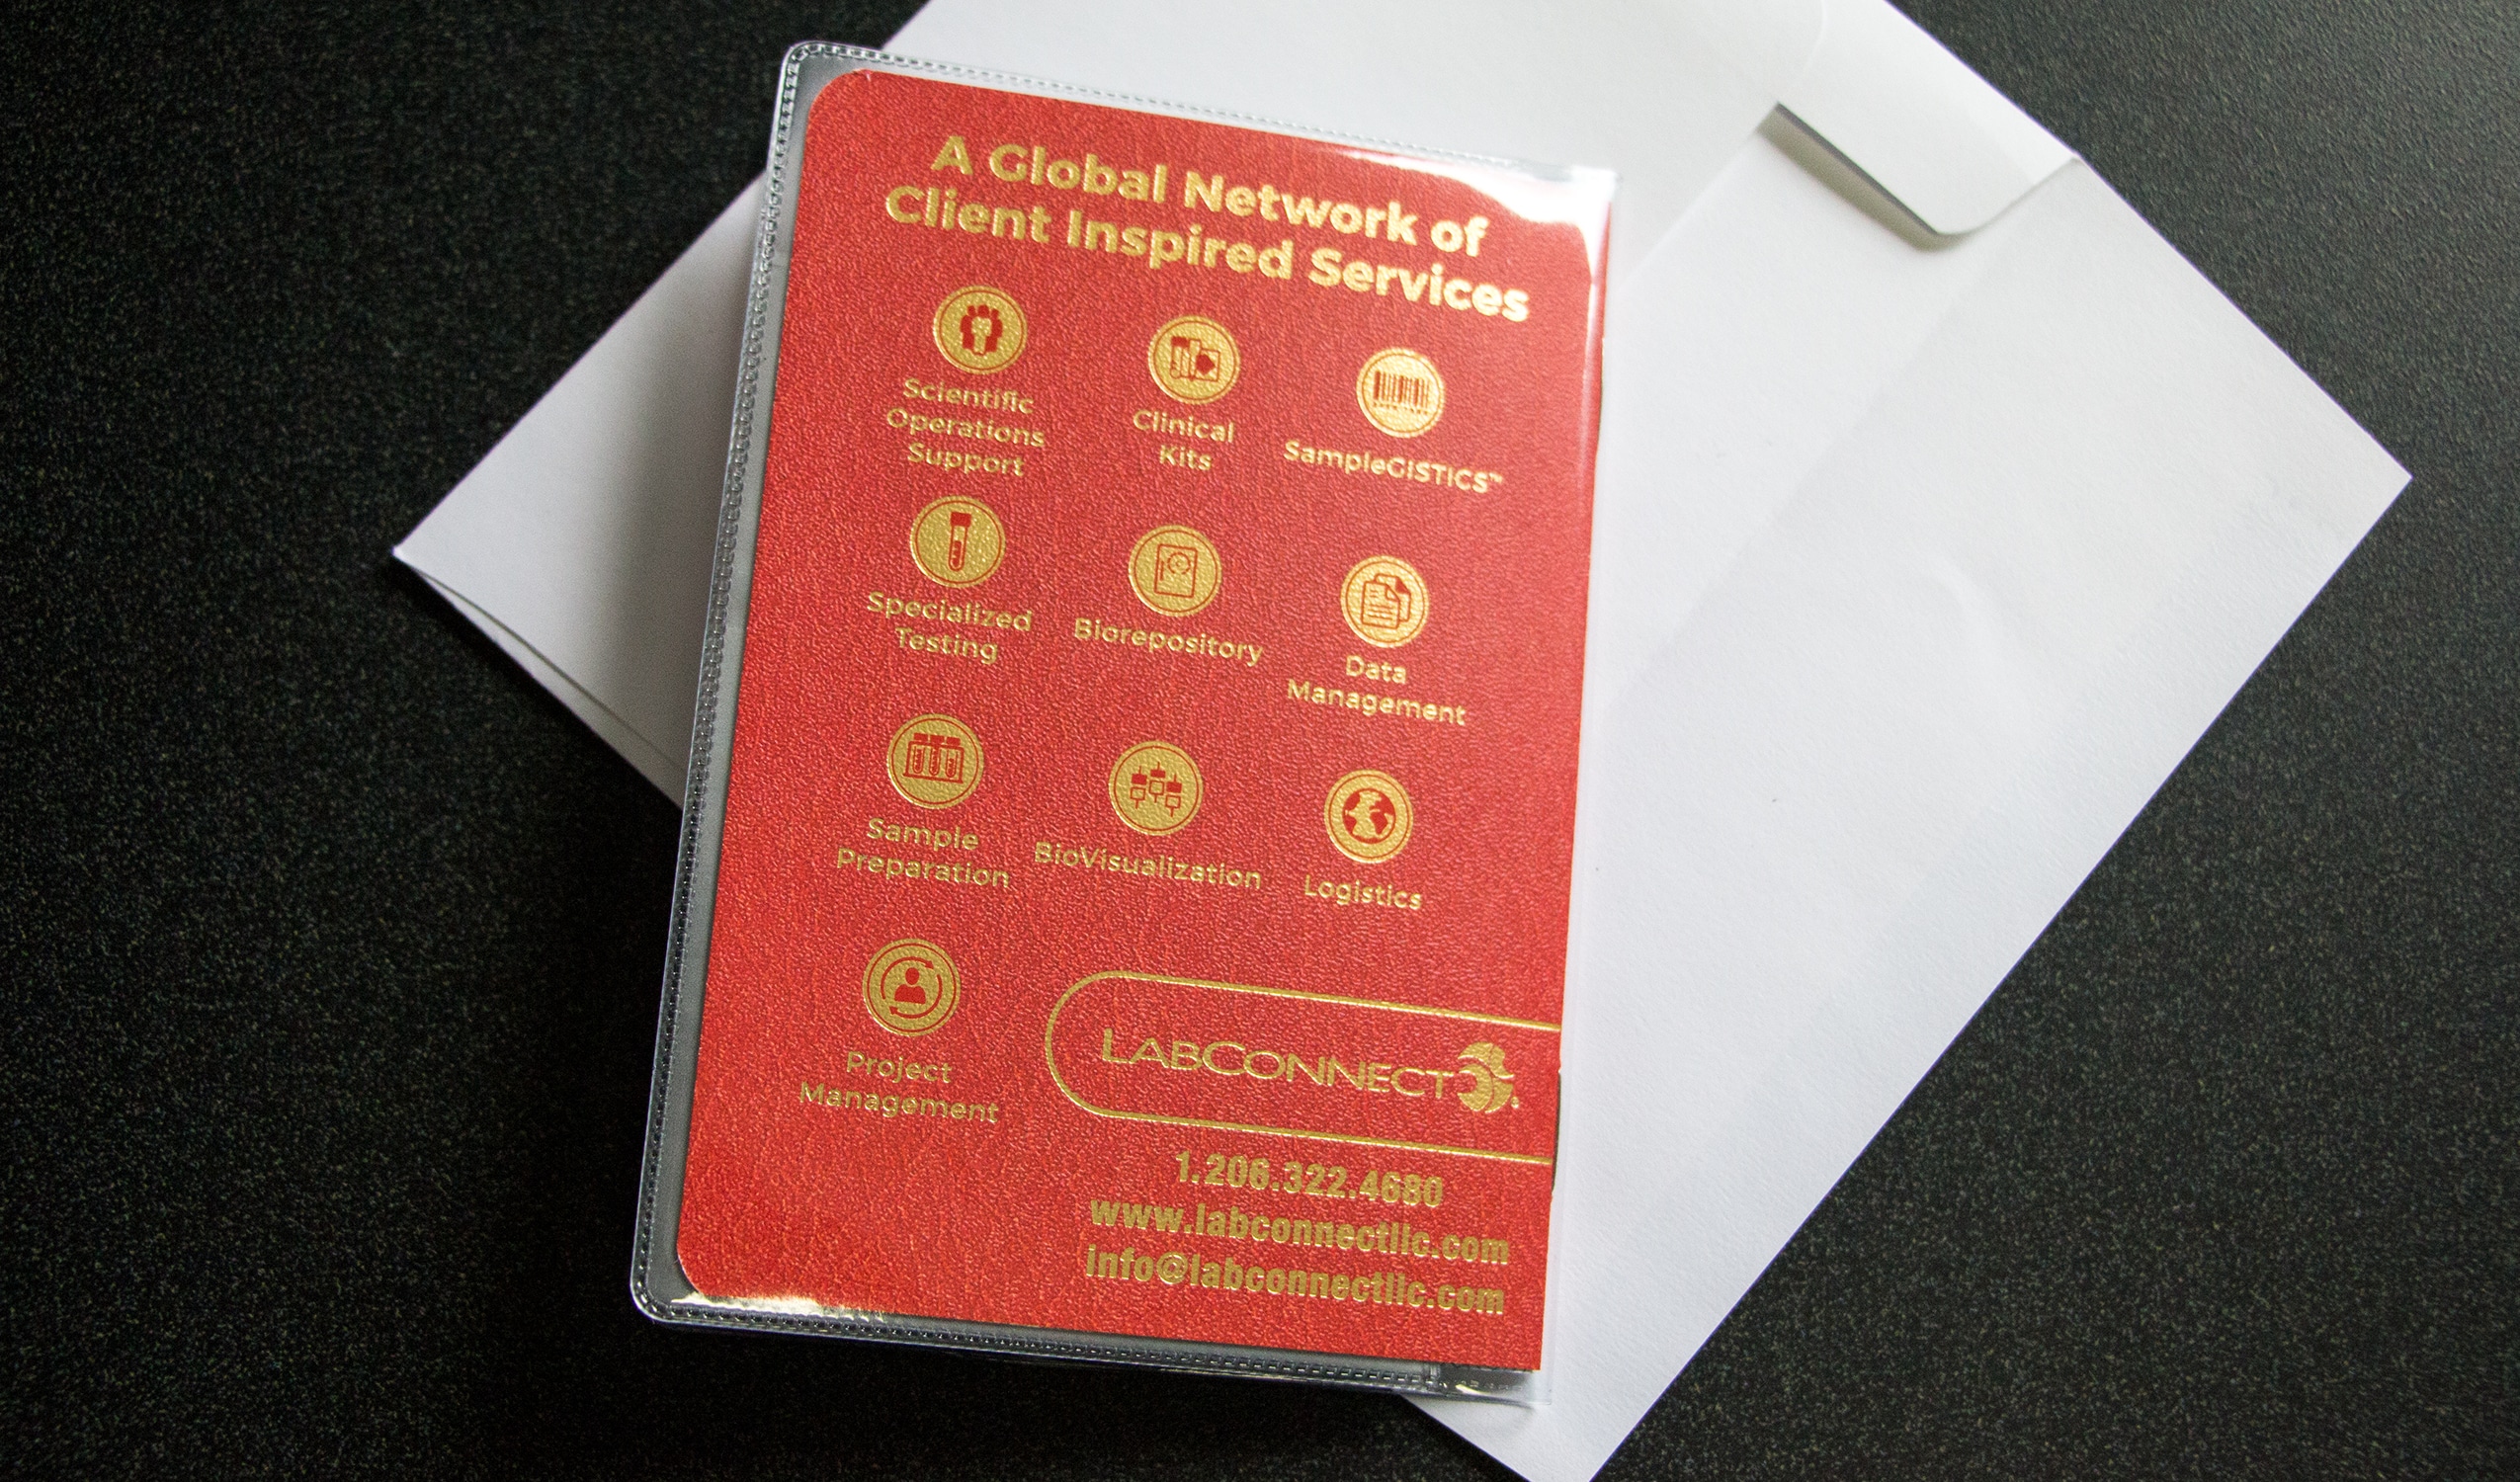 A Global Network of
Client Inspired Services
Scientific
Operations
Support
Clinical
Kits
SampleGISTICS™
Specialized
Testing
Biorepository
Data
Management
Sample
Preparation
BioVisualization
Logistics
Project
Management
LABCONNECT
1.206.322.4680
www.labconnectllc.com
info@labconnectllc.com